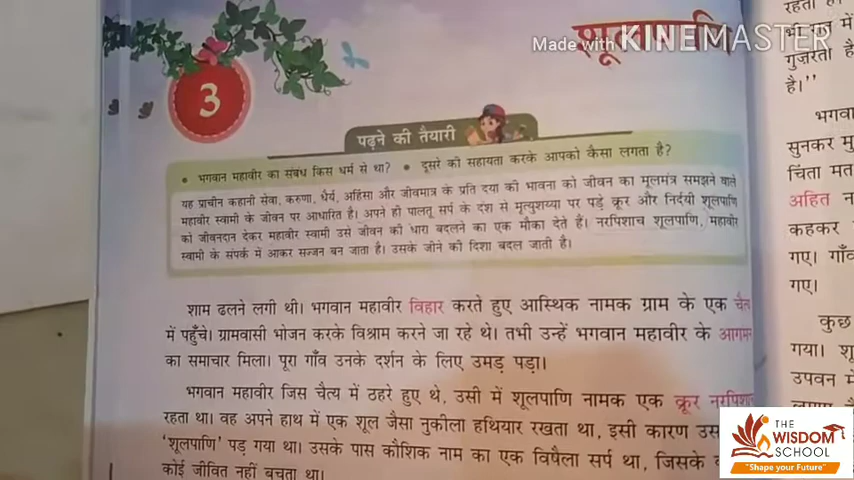 शूलपाणि
Made with KINEMASTER
3
पढ़ने की तैयारी
• भगवान महावीर का संबंध किस धर्म से था? • दूसरे की सहायता करके आपको कैसा लगता है?
यह प्राचीन कहानी सेवा, करुणा, धैर्य, अहिंसा और जीवमात्र के प्रति दया की भावना को जीवन का मूलमंत्र समझने वाले
महावीर स्वामी के जीवन पर आधारित है। अपने ही पालतू सर्प के दंश से मृत्युशय्या पर पड़े क्रूर और निर्दयी शूलपाणि
को जीवनदान देकर महावीर स्वामी उसे जीवन की धारा बदलने का एक मौका देते हैं। नरपिशाच शूलपाणि, महावीर
स्वामी के संपर्क में आकर सज्जन बन जाता है। उसके जीने की दिशा बदल जाती है।
शाम ढलने लगी थी। भगवान महावीर विहार करते हुए आस्थिक नामक ग्राम के एक चैत्य
में पहुँचे। ग्रामवासी भोजन करके विश्राम करने जा रहे थे। तभी उन्हें भगवान महावीर के आगमन
का समाचार मिला। पूरा गाँव उनके दर्शन के लिए उमड़ पड़ा।
भगवान महावीर जिस चैत्य में ठहरे हुए थे, उसी में शूलपाणि नामक एक क्रूर नरपिशाच
रहता था। वह अपने हाथ में एक शूल जैसा नुकीला हथियार रखता था, इसी कारण
'शूलपाणि' पड़ गया था। उसके पास कौशिक नाम का एक विषैला सर्प था, जिसके
कोई जीवित नहीं बचता था।
रहता
में
गुज़रता
है।"
भगवा
सुनकर
चिंता मत
अहित
कहकर
गए। गाँव
गए।
कुछ
गया।
उपवन
THE
WISDOM
SCHOOL
"Shape your Future"